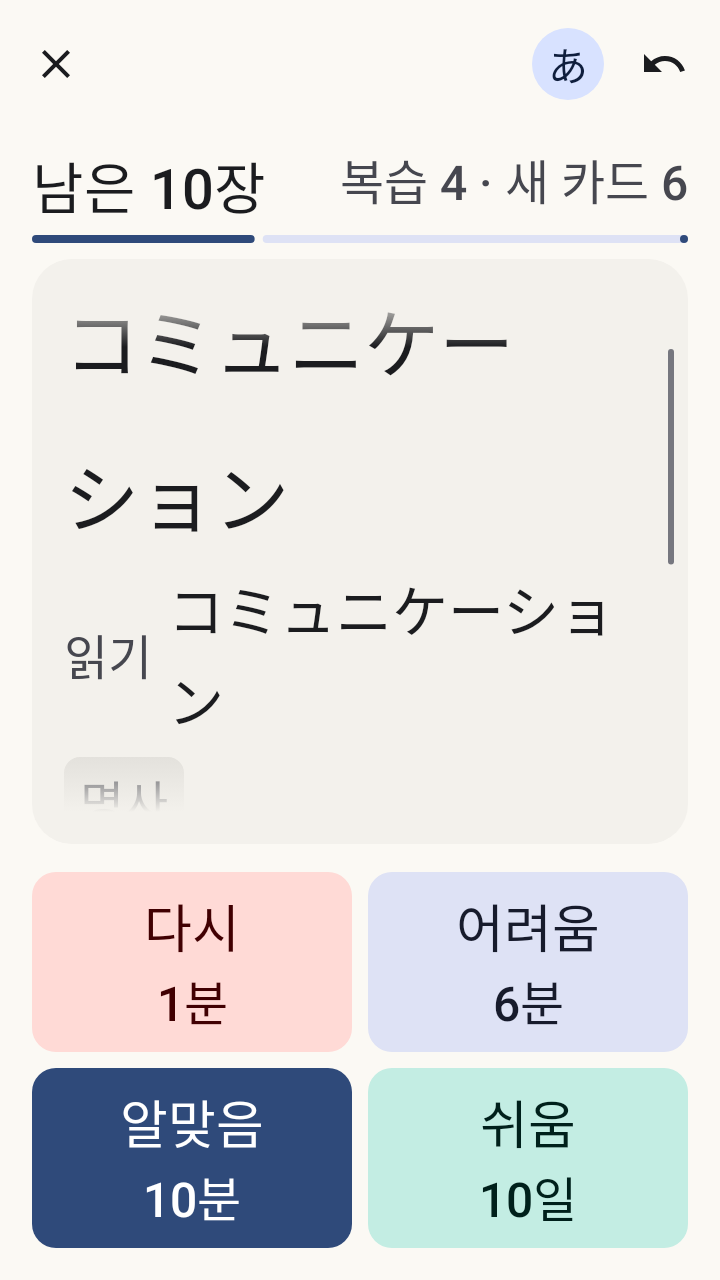 あ
남은 10장
복습 4 · 새 카드 6
コミュニケー
ション
읽기
コミュニケーショ
ン
명사
다시
1분
어려움
6분
알맞음
10분
쉬움
10일